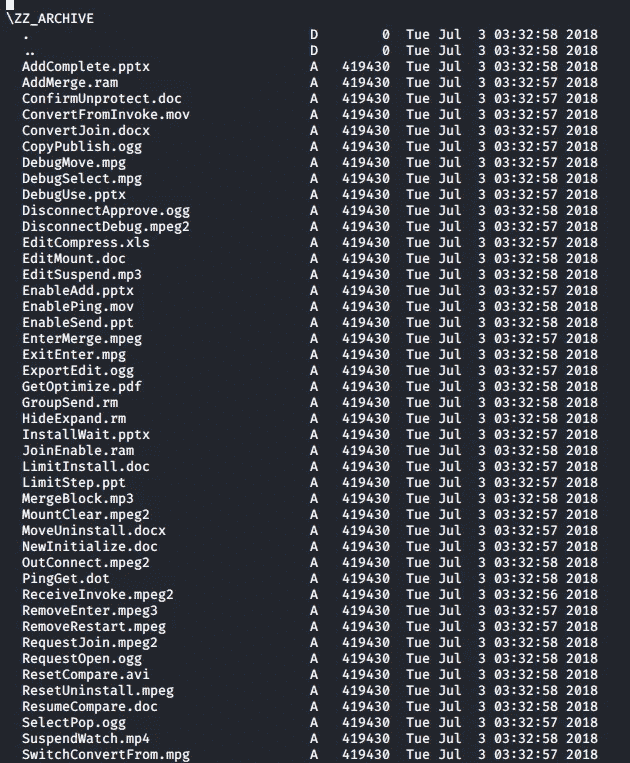 \ZZ_ARCHIVE
. D 0 Tue Jul 3 03:32:58 2018
.. D 0 Tue Jul 3 03:32:58 2018
AddComplete.pptx A 419430 Tue Jul 3 03:32:58 2018
AddMerge.ram A 419430 Tue Jul 3 03:32:57 2018
ConfirmUnprotect.doc A 419430 Tue Jul 3 03:32:57 2018
ConvertFromInvoke.mov A 419430 Tue Jul 3 03:32:57 2018
ConvertJoin.docx A 419430 Tue Jul 3 03:32:57 2018
CopyPublish.ogg A 419430 Tue Jul 3 03:32:57 2018
DebugMove.mpg A 419430 Tue Jul 3 03:32:57 2018
DebugSelect.mpg A 419430 Tue Jul 3 03:32:58 2018
DebugUse.pptx A 419430 Tue Jul 3 03:32:57 2018
DisconnectApprove.ogg A 419430 Tue Jul 3 03:32:58 2018
DisconnectDebug.mpeg2 A 419430 Tue Jul 3 03:32:57 2018
EditCompress.xls A 419430 Tue Jul 3 03:32:57 2018
EditMount.doc A 419430 Tue Jul 3 03:32:58 2018
EditSuspend.mp3 A 419430 Tue Jul 3 03:32:58 2018
EnableAdd.pptx A 419430 Tue Jul 3 03:32:57 2018
EnablePing.mov A 419430 Tue Jul 3 03:32:58 2018
EnableSend.ppt A 419430 Tue Jul 3 03:32:58 2018
EnterMerge.mpeg A 419430 Tue Jul 3 03:32:57 2018
ExitEnter.mpg A 419430 Tue Jul 3 03:32:58 2018
ExportEdit.ogg A 419430 Tue Jul 3 03:32:57 2018
GetOptimize.pdf A 419430 Tue Jul 3 03:32:58 2018
GroupSend.rm A 419430 Tue Jul 3 03:32:58 2018
HideExpand.rm A 419430 Tue Jul 3 03:32:58 2018
InstallWait.pptx A 419430 Tue Jul 3 03:32:57 2018
JoinEnable.ram A 419430 Tue Jul 3 03:32:58 2018
LimitInstall.doc A 419430 Tue Jul 3 03:32:57 2018
LimitStep.ppt A 419430 Tue Jul 3 03:32:57 2018
MergeBlock.mp3 A 419430 Tue Jul 3 03:32:58 2018
MountClear.mpeg2 A 419430 Tue Jul 3 03:32:57 2018
MoveUninstall.docx A 419430 Tue Jul 3 03:32:57 2018
NewInitialize.doc A 419430 Tue Jul 3 03:32:57 2018
OutConnect.mpeg2 A 419430 Tue Jul 3 03:32:58 2018
PingGet.dot A 419430 Tue Jul 3 03:32:58 2018
ReceiveInvoke.mpeg2 A 419430 Tue Jul 3 03:32:56 2018
RemoveEnter.mpeg3 A 419430 Tue Jul 3 03:32:57 2018
RemoveRestart.mpeg A 419430 Tue Jul 3 03:32:57 2018
RequestJoin.mpeg2 A 419430 Tue Jul 3 03:32:58 2018
RequestOpen.ogg A 419430 Tue Jul 3 03:32:58 2018
ResetCompare.avi A 419430 Tue Jul 3 03:32:58 2018
ResetUninstall.mpeg A 419430 Tue Jul 3 03:32:57 2018
ResumeCompare.doc A 419430 Tue Jul 3 03:32:58 2018
SelectPop.ogg A 419430 Tue Jul 3 03:32:57 2018
SuspendWatch.mp4 A 419430 Tue Jul 3 03:32:58 2018
SwitchConvertFrom.mpg A 419430 Tue Jul 3 03:32:57 2018